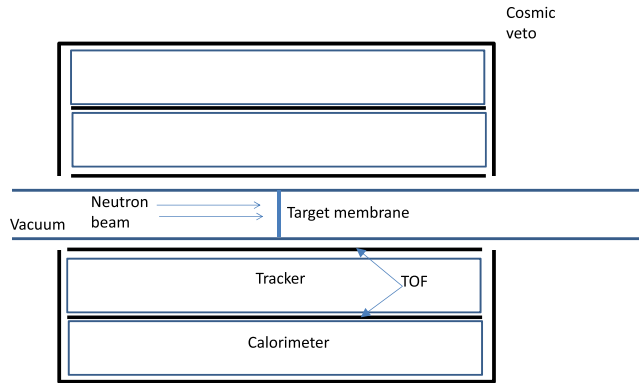 Cosmic
veto
Neutron
beam
Vacuum
Target membrane
Tracker
TOF
Calorimeter